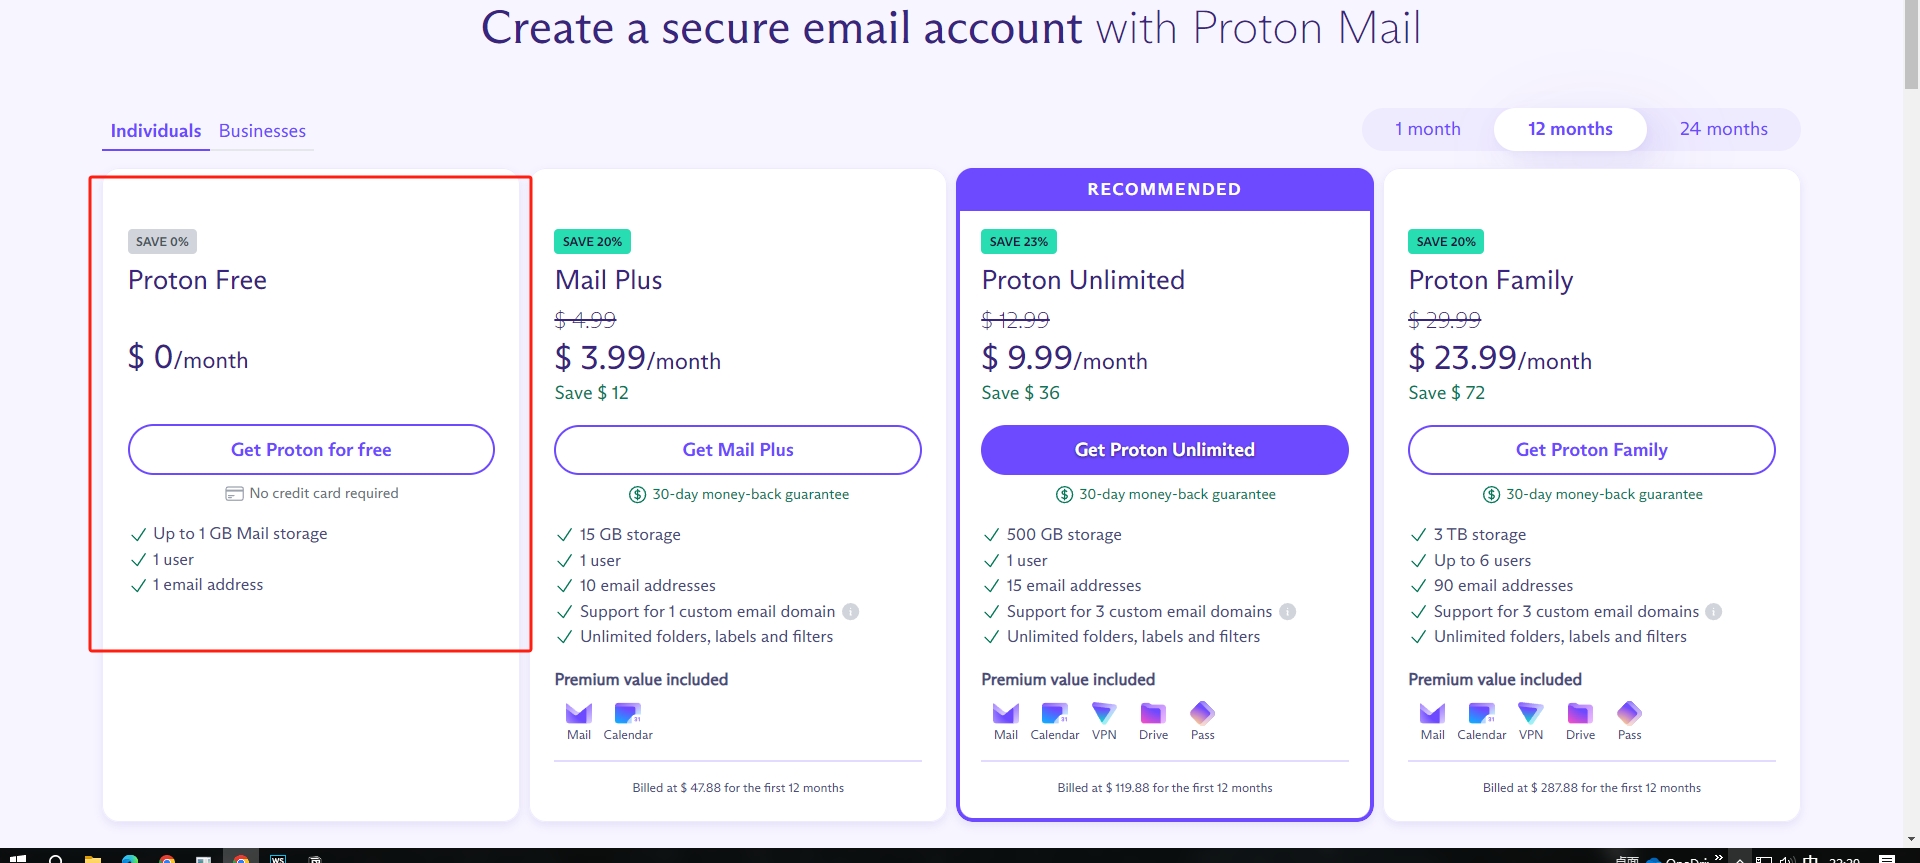 Create a secure email account with Proton Mail
Individuals Businesses
1 month 12 months 24 months
SAVE 0%
Proton Free
$ 0/month
Get Proton for free
No credit card required
Up to 1 GB Mail storage
1 user
1 email address
SAVE 20%
Mail Plus
$ 4.99
$ 3.99/month
Save $ 12
Get Mail Plus
30-day money-back guarantee
15 GB storage
1 user
10 email addresses
Support for 1 custom email domain
Unlimited folders, labels and filters
Premium value included
Mail Calendar
Billed at $ 47.88 for the first 12 months
RECOMMENDED
SAVE 23%
Proton Unlimited
$ 12.99
$ 9.99/month
Save $ 36
Get Proton Unlimited
30-day money-back guarantee
500 GB storage
1 user
15 email addresses
Support for 3 custom email domains
Unlimited folders, labels and filters
Premium value included
Mail Calendar VPN Drive Pass
Billed at $ 119.88 for the first 12 months
SAVE 20%
Proton Family
$ 29.99
$ 23.99/month
Save $ 72
Get Proton Family
30-day money-back guarantee
3 TB storage
Up to 6 users
90 email addresses
Support for 3 custom email domains
Unlimited folders, labels and filters
Premium value included
Mail Calendar VPN Drive Pass
Billed at $ 287.88 for the first 12 months
WS